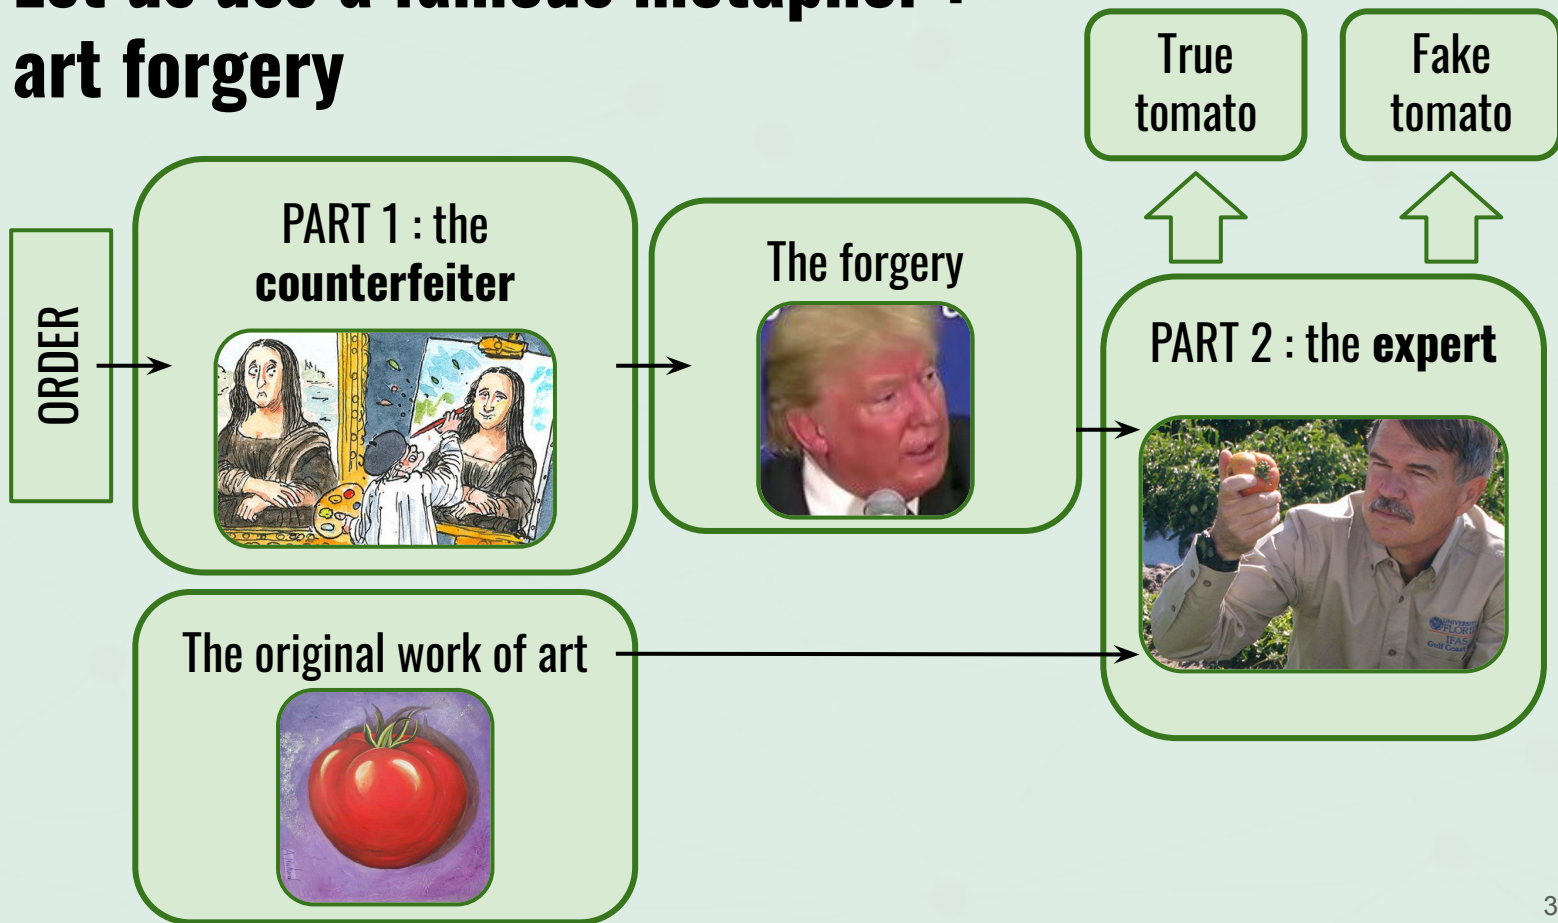 art forgery
True
tomato
Fake
tomato
ORDER
PART 1 : the
counterfeiter
The forgery
PART 2 : the expert
The original work of art
3